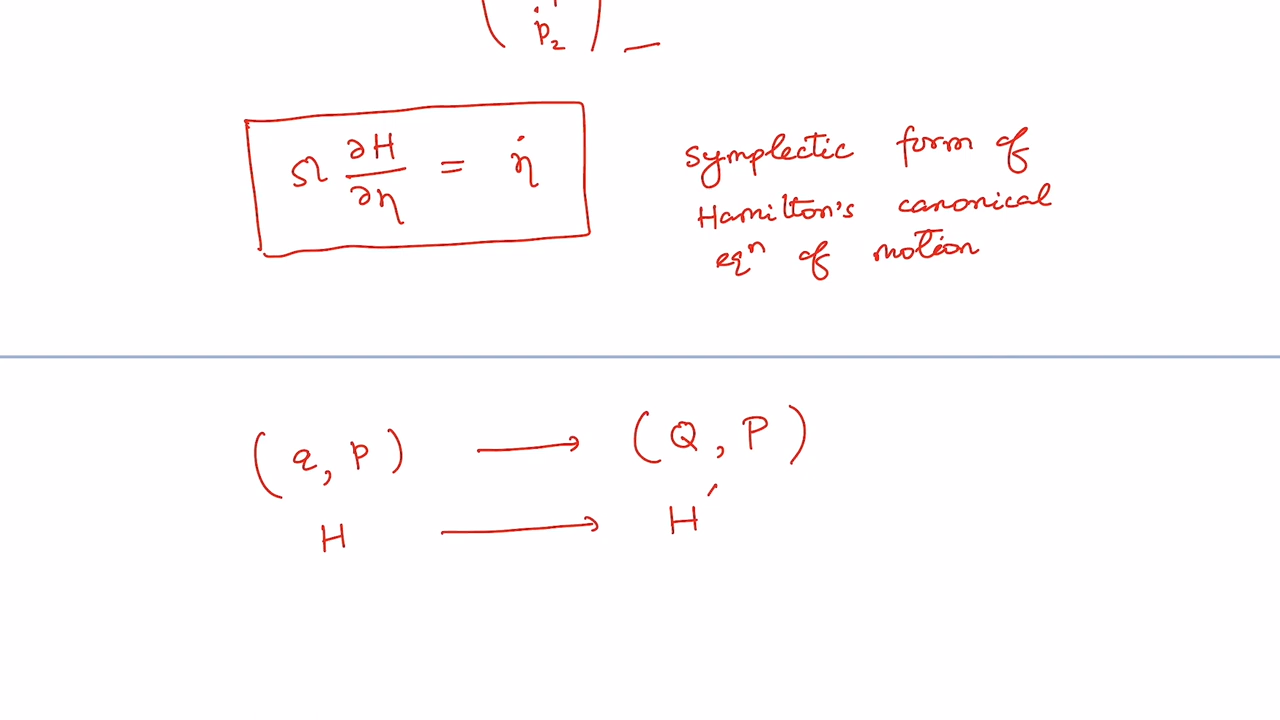 ṗ₂
Ω ∂H/∂η = η̇
symplectic form of
Hamilton's canonical
eqⁿ of motion
(q, p) ⟶ (Q, P)
H ⟶ H′